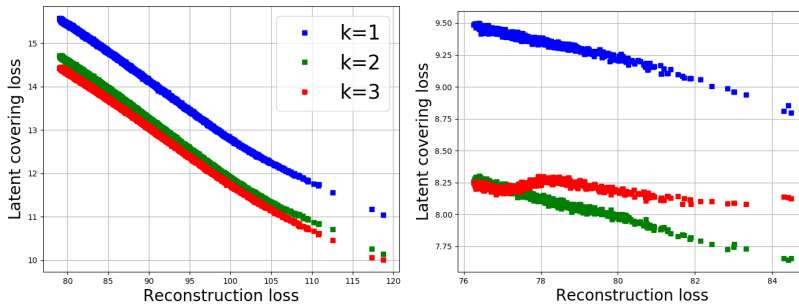 k=1
k=2
k=3
Latent covering loss
15
14
13
12
11
10
80 85 90 95 100 105 110 115 120
Reconstruction loss
Latent covering loss
9.50
9.25
9.00
8.75
8.50
8.25
8.00
7.75
76 78 80 82 84
Reconstruction loss